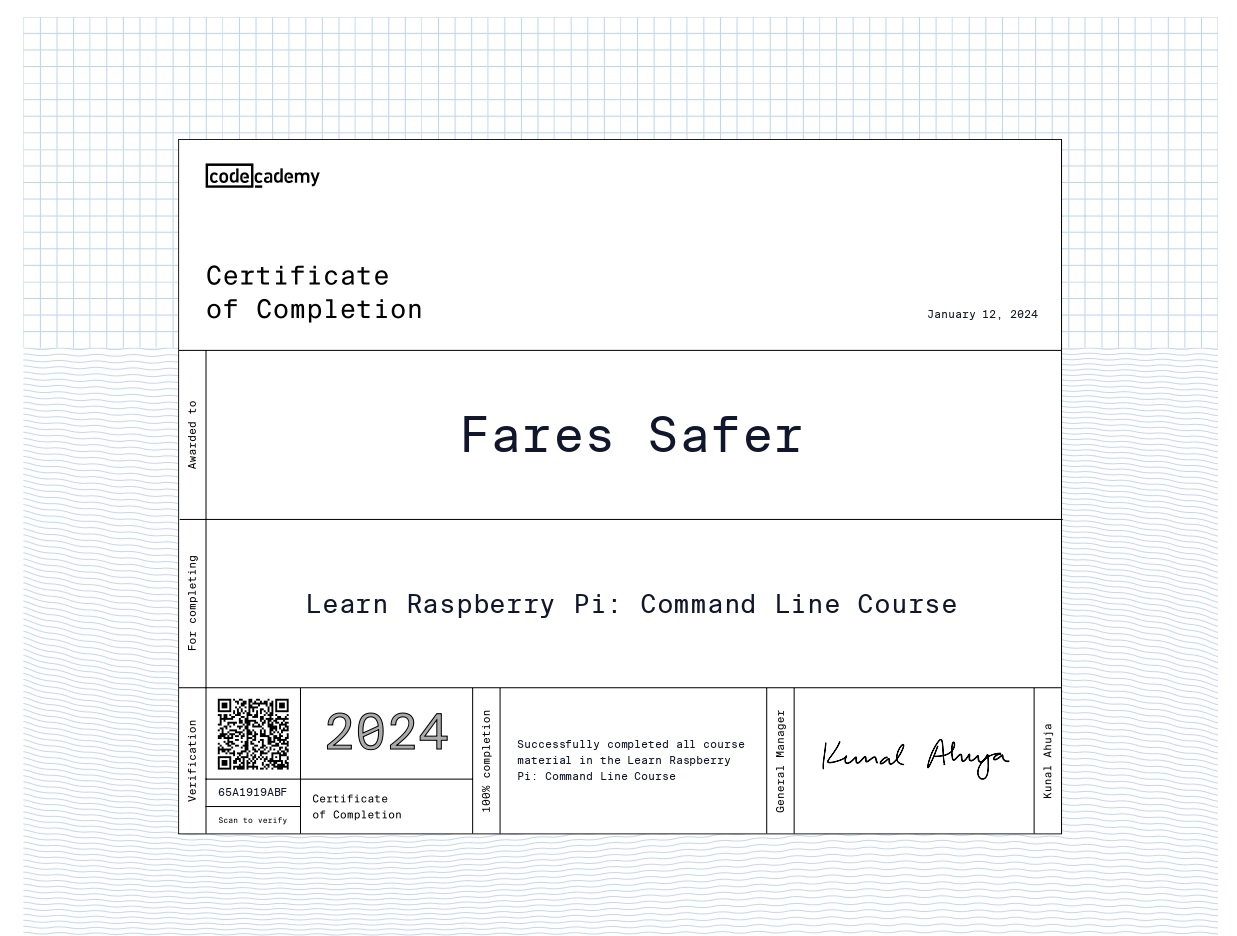 codecademy
Certificate
of Completion
January 12, 2024
Awarded to
Fares Safer
For completing
Learn Raspberry Pi: Command Line Course
Verification
65A1919ABF
Scan to verify
2024
Certificate
of Completion
100% completion
Successfully completed all course
material in the Learn Raspberry
Pi: Command Line Course
General Manager
Kunal Ahuja
Kunal Ahuja